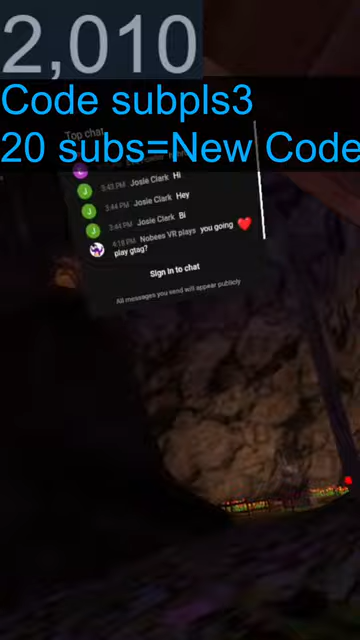 2,010
Code subpls3
20 subs=New Code
Top chat
3:43 PM Josie Clark Hi
3:44 PM Josie Clark Hey
3:44 PM Josie Clark Bi
4:18 PM Nobees VR plays you going
play gtag?
Sign in to chat
All messages you send will appear publicly